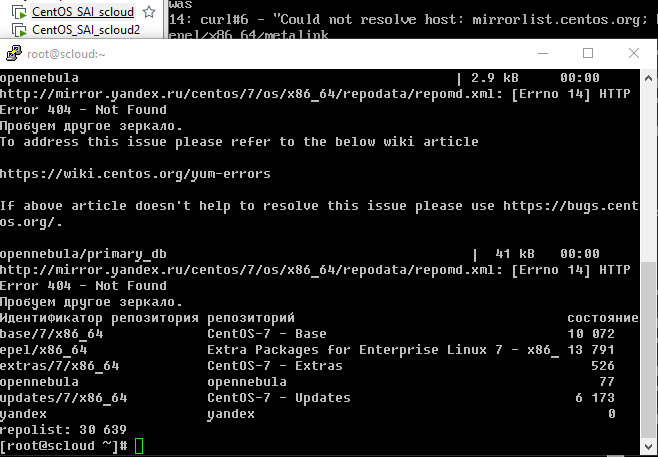 was
CentOS_SAI_scloud
14: curl#6 - "Could not resolve host: mirrorlist.centos.org;
CentOS_SAI_scloud2
epel/x86_64/metalink
root@scloud:~
opennebula | 2.9 kB 00:00
http://mirror.yandex.ru/centos/7/os/x86_64/repodata/repomd.xml: [Errno 14] HTTP
Error 404 - Not Found
Пробуем другое зеркало.
To address this issue please refer to the below wiki article
https://wiki.centos.org/yum-errors
If above article doesn't help to resolve this issue please use https://bugs.cent
os.org/.
opennebula/primary_db | 41 kB 00:00
http://mirror.yandex.ru/centos/7/os/x86_64/repodata/repomd.xml: [Errno 14] HTTP
Error 404 - Not Found
Пробуем другое зеркало.
Идентификатор репозитория репозиторий состояние
base/7/x86_64 CentOS-7 - Base 10 072
epel/x86_64 Extra Packages for Enterprise Linux 7 - x86_ 13 791
extras/7/x86_64 CentOS-7 - Extras 526
opennebula opennebula 77
updates/7/x86_64 CentOS-7 - Updates 6 173
yandex yandex 0
repolist: 30 639
[root@scloud ~]#